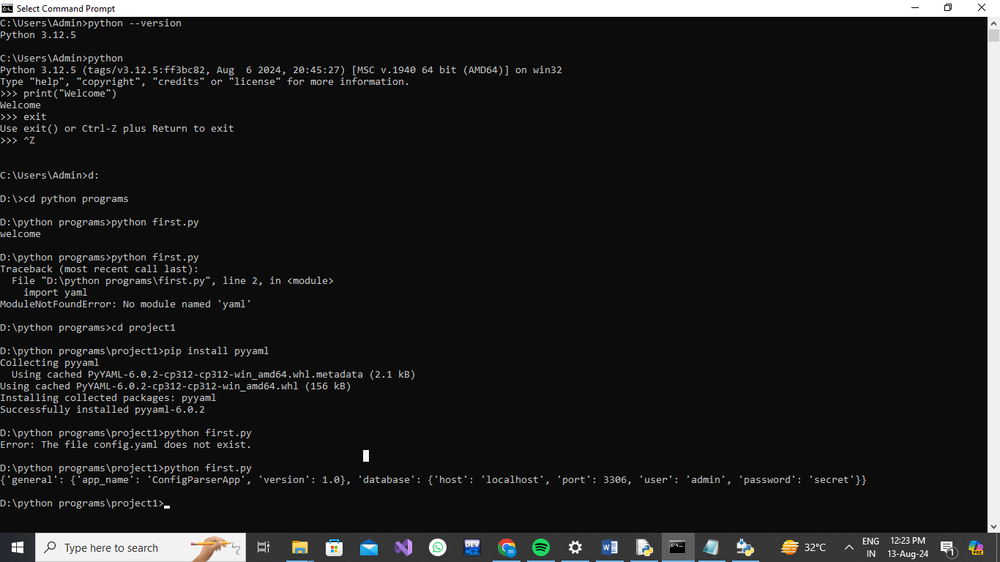 Select Command Prompt
C:\Users\Admin>python --version
Python 3.12.5
C:\Users\Admin>python
Python 3.12.5 (tags/v3.12.5:ff3bc82, Aug  6 2024, 20:45:27) [MSC v.1940 64 bit (AMD64)] on win32
Type "help", "copyright", "credits" or "license" for more information.
>>> print("Welcome")
Welcome
>>> exit
Use exit() or Ctrl-Z plus Return to exit
>>> ^Z
C:\Users\Admin>d:
D:\>cd python programs
D:\python programs>python first.py
welcome
D:\python programs>python first.py
Traceback (most recent call last):
  File "D:\python programs\first.py", line 2, in <module>
    import yaml
ModuleNotFoundError: No module named 'yaml'
D:\python programs>cd project1
D:\python programs\project1>pip install pyyaml
Collecting pyyaml
  Using cached PyYAML-6.0.2-cp312-cp312-win_amd64.whl.metadata (2.1 kB)
Using cached PyYAML-6.0.2-cp312-cp312-win_amd64.whl (156 kB)
Installing collected packages: pyyaml
Successfully installed pyyaml-6.0.2
D:\python programs\project1>python first.py
Error: The file config.yaml does not exist.
D:\python programs\project1>python first.py
{'general': {'app_name': 'ConfigParserApp', 'version': 1.0}, 'database': {'host': 'localhost', 'port': 3306, 'user': 'admin', 'password': 'secret'}}
D:\python programs\project1>
Type here to search
DEV
m
32°C
ENG
IN
12:23 PM
13-Aug-24
1
PRE